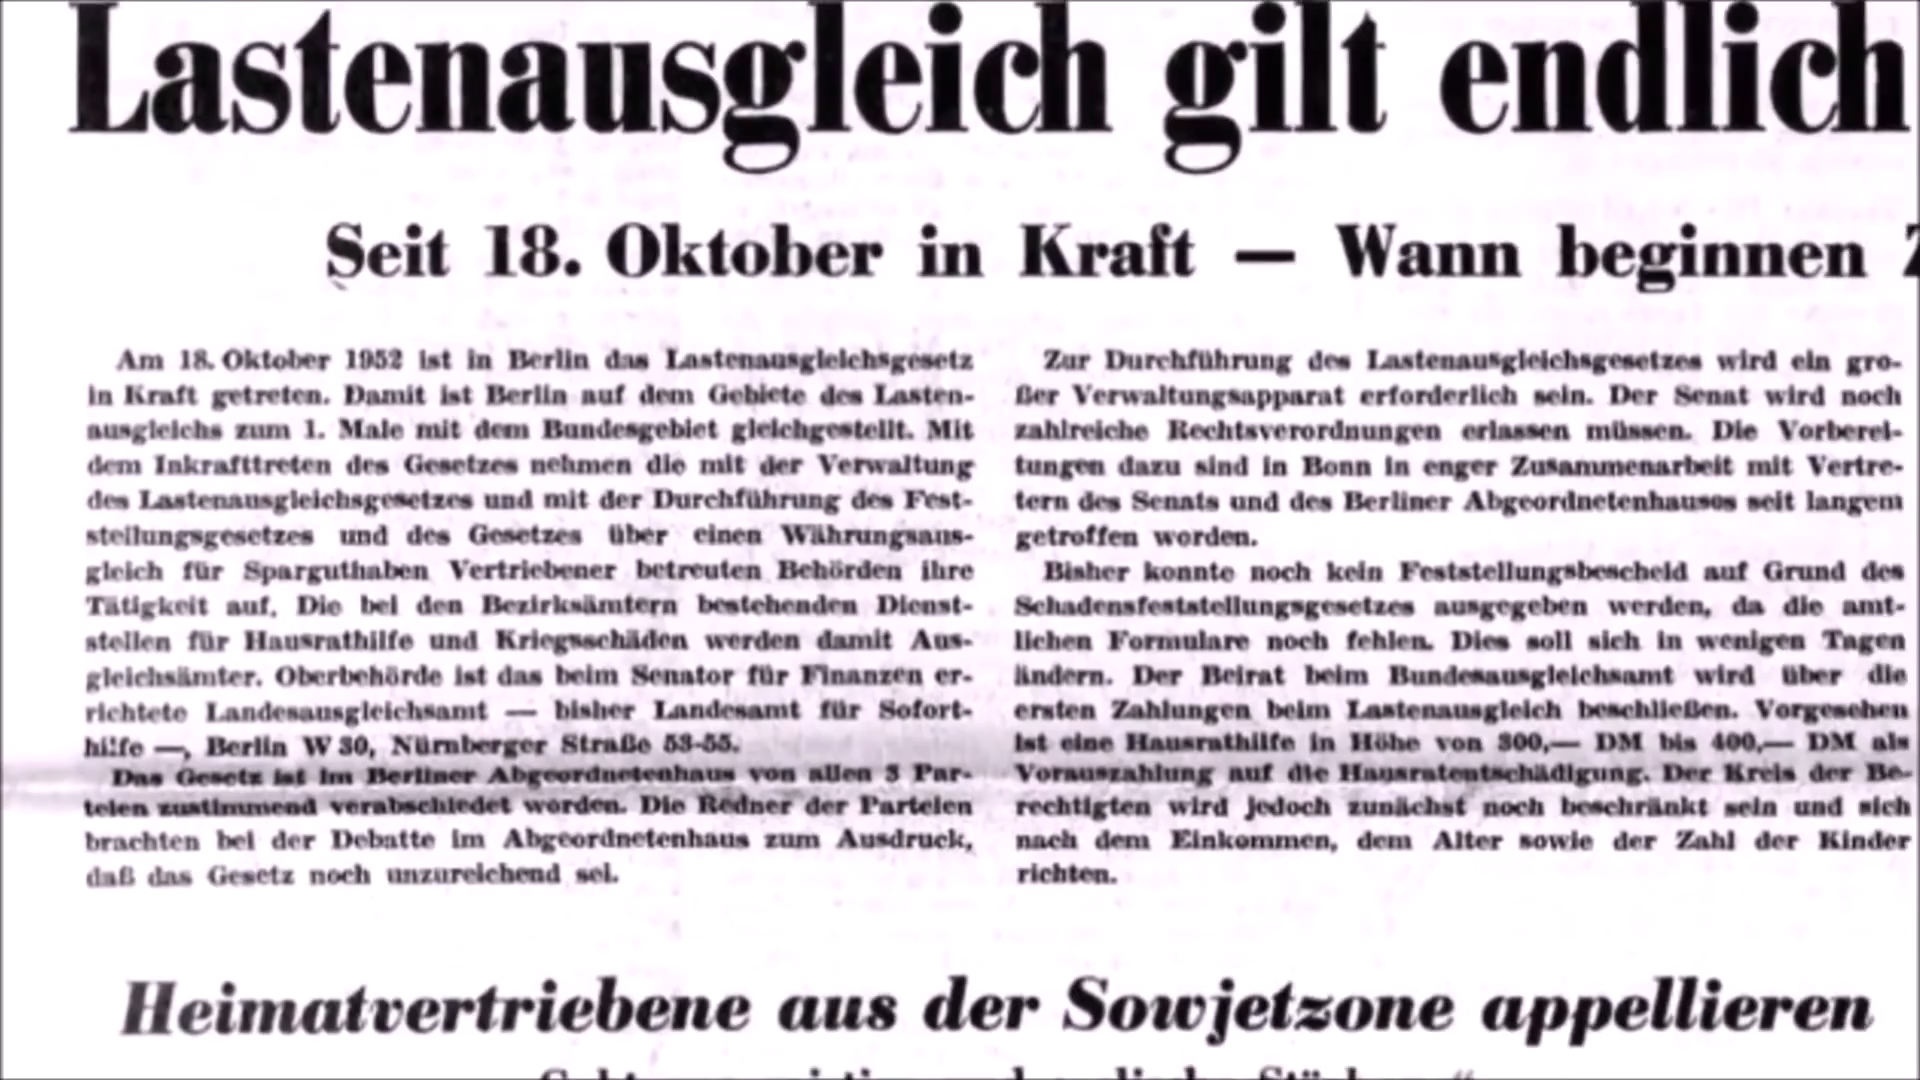 Lastenausgleich gilt endlich
Seit 18. Oktober in Kraft — Wann beginnen
Am 18. Oktober 1952 ist in Berlin das Lastenausgleichsgesetz
in Kraft getreten. Damit ist Berlin auf dem Gebiete des Lasten-
ausgleichs zum 1. Male mit dem Bundesgebiet gleichgestellt. Mit
dem Inkrafttreten des Gesetzes nehmen die mit der Verwaltung
des Lastenausgleichsgesetzes und mit der Durchführung des Fest-
stellungsgesetzes und des Gesetzes über einen Währungsaus-
gleich für Sparguthaben Vertriebener betreuten Behörden ihre
Tätigkeit auf. Die bei den Bezirksämtern bestehenden Dienst-
stellen für Hausrathilfe und Kriegsschäden werden damit Aus-
gleichsämter. Oberbehörde ist das beim Senator für Finanzen er-
richtete Landesausgleichsamt — bisher Landesamt für Sofort-
hilfe —, Berlin W 30, Nürnberger Straße 53-55.
Das Gesetz ist im Berliner Abgeordnetenhaus von allen 3 Par-
teien zustimmend verabschiedet worden. Die Redner der Parteien
brachten bei der Debatte im Abgeordnetenhaus zum Ausdruck,
daß das Gesetz noch unzureichend sei.
Zur Durchführung des Lastenausgleichsgesetzes wird ein gro-
ßer Verwaltungsapparat erforderlich sein. Der Senat wird noch
zahlreiche Rechtsverordnungen erlassen müssen. Die Vorberei-
tungen dazu sind in Bonn in enger Zusammenarbeit mit Vertre-
tern des Senats und des Berliner Abgeordnetenhauses seit langem
getroffen worden.
Bisher konnte noch kein Feststellungsbescheid auf Grund des
Schadensfeststellungsgesetzes ausgegeben werden, da die amt-
lichen Formulare noch fehlen. Dies soll sich in wenigen Tagen
ändern. Der Beirat beim Bundesausgleichsamt wird über die
ersten Zahlungen beim Lastenausgleich beschließen. Vorgesehen
ist eine Hausrathilfe in Höhe von 300,— DM bis 400,— DM als
Vorauszahlung auf die Hausratentschädigung. Der Kreis der Be-
rechtigten wird jedoch zunächst noch beschränkt sein und sich
nach dem Einkommen, dem Alter sowie der Zahl der Kinder
richten.
Heimatvertriebene aus der Sowjetzone appellieren